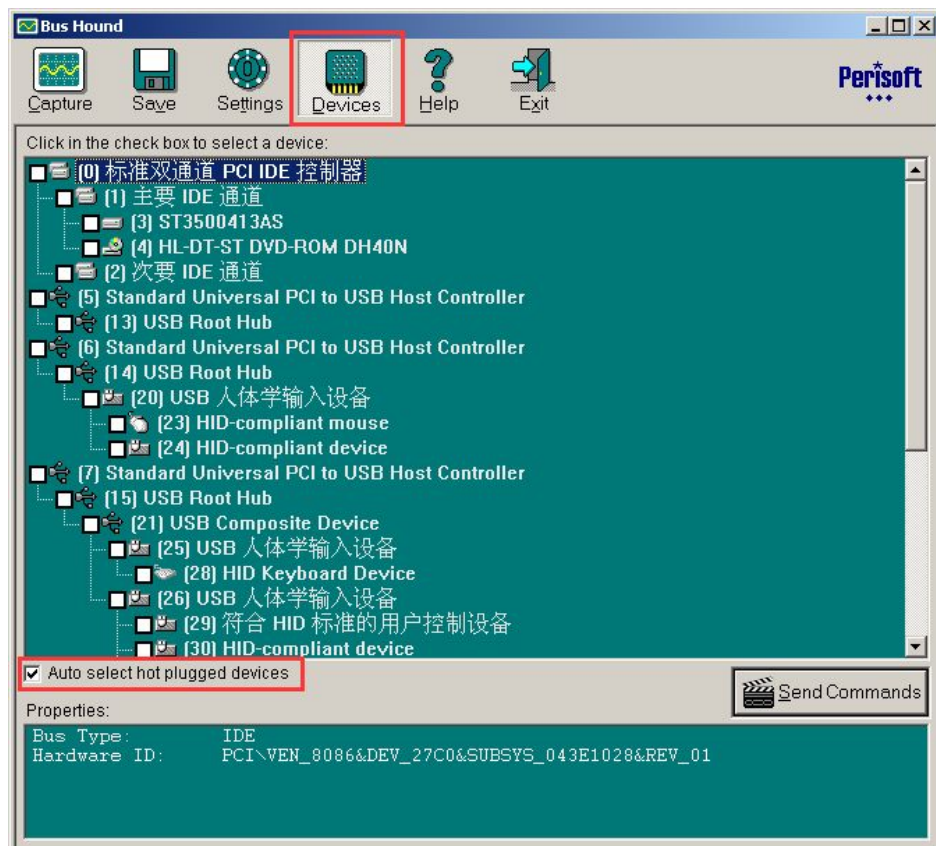 Bus Hound
Capture Save Settings Devices Help Exit Perisoft
Click in the check box to select a device:
(0) 标准双通道 PCI IDE 控制器
(1) 主要 IDE 通道
(3) ST3500413AS
(4) HL-DT-ST DVD-ROM DH40N
(2) 次要 IDE 通道
(5) Standard Universal PCI to USB Host Controller
(13) USB Root Hub
(6) Standard Universal PCI to USB Host Controller
(14) USB Root Hub
(20) USB 人体学输入设备
(23) HID-compliant mouse
(24) HID-compliant device
(7) Standard Universal PCI to USB Host Controller
(15) USB Root Hub
(21) USB Composite Device
(25) USB 人体学输入设备
(28) HID Keyboard Device
(26) USB 人体学输入设备
(29) 符合 HID 标准的用户控制设备
(30) HID-compliant device
Auto select hot plugged devices
Send Commands
Properties:
Bus Type: IDE
Hardware ID: PCI\VEN_8086&DEV_27C0&SUBSYS_043E1028&REV_01